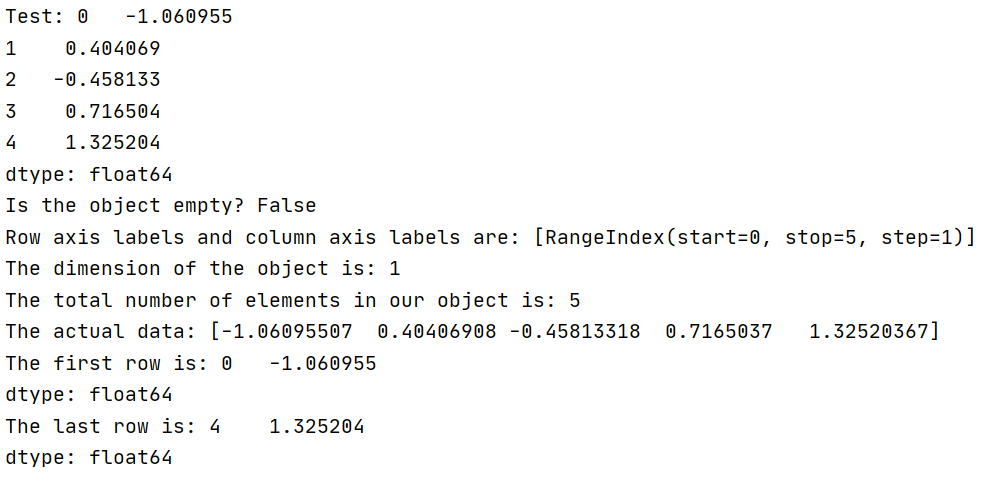 Test: 0   -1.060955
1    0.404069
2   -0.458133
3    0.716504
4    1.325204
dtype: float64
Is the object empty? False
Row axis labels and column axis labels are: [RangeIndex(start=0, stop=5, step=1)]
The dimension of the object is: 1
The total number of elements in our object is: 5
The actual data: [-1.06095507  0.40406908 -0.45813318  0.7165037   1.32520367]
The first row is: 0   -1.060955
dtype: float64
The last row is: 4    1.325204
dtype: float64